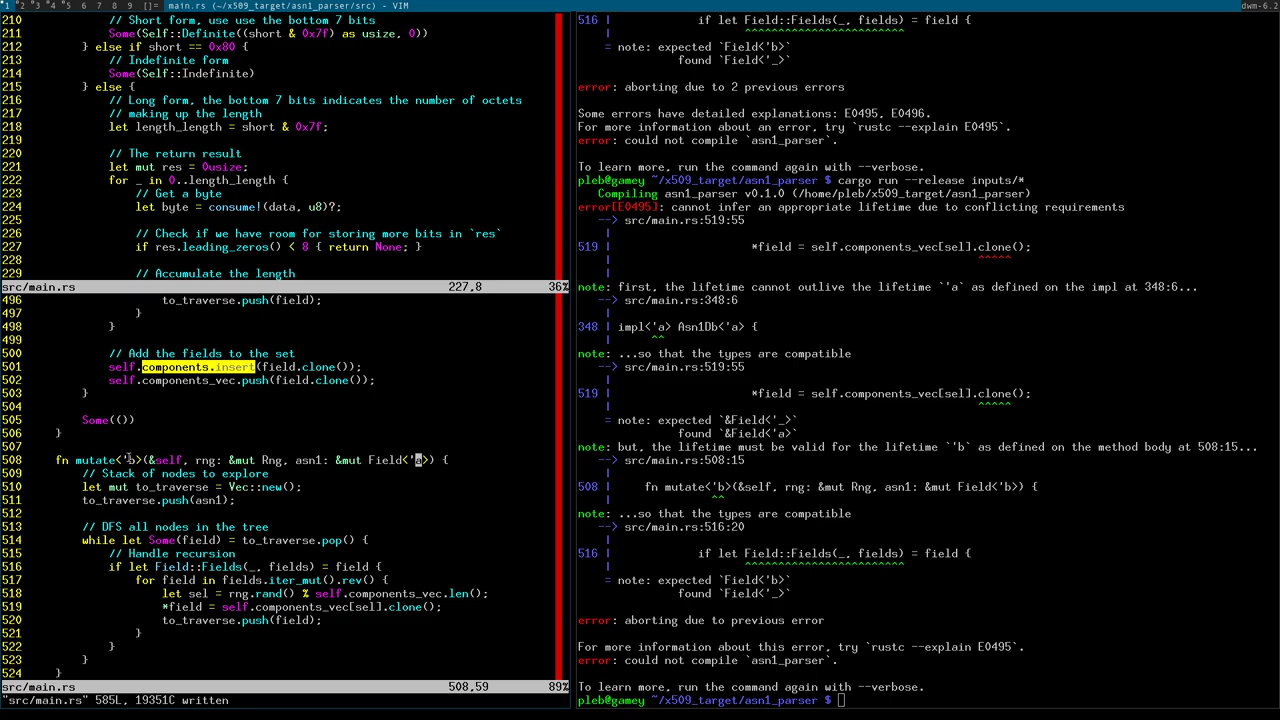 1 2 3 4 5 6 7 8 9 []= main.rs (~/x509_target/asn1_parser/src) - VIM
dwm-6.2
210             // Short form, use use the bottom 7 bits
211             Some(Self::Definite((short & 0x7f) as usize, 0))
212         } else if short == 0x80 {
213             // Indefinite form
214             Some(Self::Indefinite)
215         } else {
216             // Long form, the bottom 7 bits indicates the number of octets
217             // making up the length
218             let length_length = short & 0x7f;
219
220             // The return result
221             let mut res = 0usize;
222             for _ in 0..length_length {
223                 // Get a byte
224                 let byte = consume!(data, u8)?;
225
226                 // Check if we have room for storing more bits in `res`
227                 if res.leading_zeros() < 8 { return None; }
228
229                 // Accumulate the length
src/main.rs 227,8 36%
496                     to_traverse.push(field);
497                 }
498             }
499
500             // Add the fields to the set
501             self.components.insert(field.clone());
502             self.components_vec.push(field.clone());
503         }
504
505         Some(())
506     }
507
508     fn mutate<'b>(&self, rng: &mut Rng, asn1: &mut Field<'a>) {
509         // Stack of nodes to explore
510         let mut to_traverse = Vec::new();
511         to_traverse.push(asn1);
512
513         // DFS all nodes in the tree
514         while let Some(field) = to_traverse.pop() {
515             // Handle recursion
516             if let Field::Fields(_, fields) = field {
517                 for field in fields.iter_mut().rev() {
518                     let sel = rng.rand() % self.components_vec.len();
519                     *field = self.components_vec[sel].clone();
520                     to_traverse.push(field);
521                 }
522             }
523         }
524     }
src/main.rs 508,59 89%
"src/main.rs" 585L, 19351C written
516 |             if let Field::Fields(_, fields) = field {
    |                    ^^^^^^^^^^^^^^^^^^^^^^^^
    = note: expected `Field<'b>`
               found `Field<'_>`
error: aborting due to 2 previous errors
Some errors have detailed explanations: E0495, E0496.
For more information about an error, try `rustc --explain E0495`.
error: could not compile `asn1_parser`.
To learn more, run the command again with --verbose.
pleb@gamey ~/x509_target/asn1_parser $ cargo run --release inputs/*
   Compiling asn1_parser v0.1.0 (/home/pleb/x509_target/asn1_parser)
error[E0495]: cannot infer an appropriate lifetime due to conflicting requirements
   --> src/main.rs:519:55
    |
519 |                     *field = self.components_vec[sel].clone();
    |                                                       ^^^^^
    |
note: first, the lifetime cannot outlive the lifetime `'a` as defined on the impl at 348:6...
   --> src/main.rs:348:6
    |
348 | impl<'a> Asn1Db<'a> {
    |      ^^
note: ...so that the types are compatible
   --> src/main.rs:519:55
    |
519 |                     *field = self.components_vec[sel].clone();
    |                                                       ^^^^^
    = note: expected `&Field<'_>`
               found `&Field<'a>`
note: but, the lifetime must be valid for the lifetime `'b` as defined on the method body at 508:15...
   --> src/main.rs:508:15
    |
508 |     fn mutate<'b>(&self, rng: &mut Rng, asn1: &mut Field<'b>) {
    |               ^^
note: ...so that the types are compatible
   --> src/main.rs:516:20
    |
516 |             if let Field::Fields(_, fields) = field {
    |                    ^^^^^^^^^^^^^^^^^^^^^^^^
    = note: expected `Field<'b>`
               found `Field<'_>`
error: aborting due to previous error
For more information about this error, try `rustc --explain E0495`.
error: could not compile `asn1_parser`.
To learn more, run the command again with --verbose.
pleb@gamey ~/x509_target/asn1_parser $